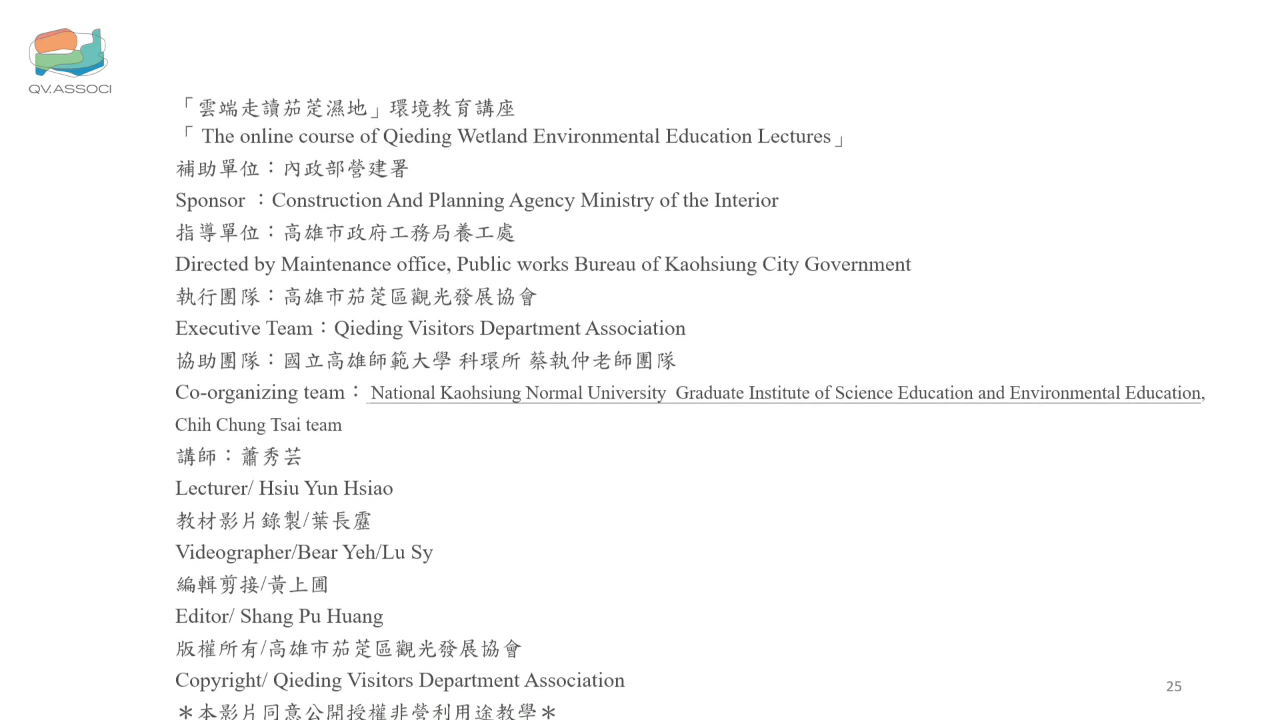 QV.ASSOCI
「雲端走讀茄萣濕地」環境教育講座
「 The online course of Qieding Wetland Environmental Education Lectures」
補助單位：內政部營建署
Sponsor ：Construction And Planning Agency Ministry of the Interior
指導單位：高雄市政府工務局養工處
Directed by Maintenance office, Public works Bureau of Kaohsiung City Government
執行團隊：高雄市茄萣區觀光發展協會
Executive Team：Qieding Visitors Department Association
協助團隊：國立高雄師範大學 科環所 蔡執仲老師團隊
Co-organizing team： National Kaohsiung Normal University  Graduate Institute of Science Education and Environmental Education,
Chih Chung Tsai team
講師：蕭秀芸
Lecturer/ Hsiu Yun Hsiao
教材影片錄製/葉長靈
Videographer/Bear Yeh/Lu Sy
編輯剪接/黃上圃
Editor/ Shang Pu Huang
版權所有/高雄市茄萣區觀光發展協會
Copyright/ Qieding Visitors Department Association
＊本影片同意公開授權非營利用途教學＊
25